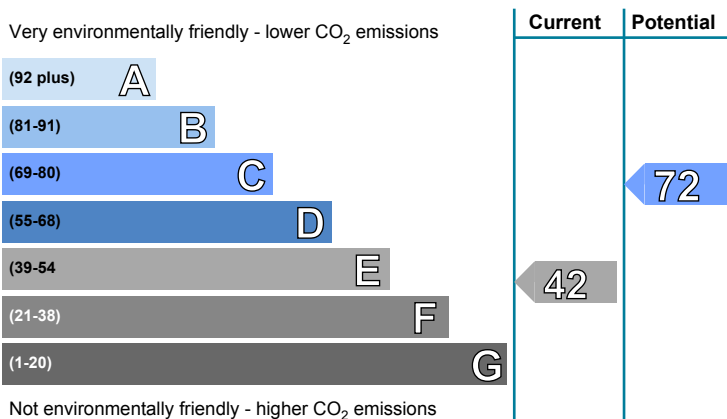 Current Potential
Very environmentally friendly - lower CO2 emissions
(92 plus) A
(81-91) B
(69-80) C
72
(55-68) D
(39-54 E
42
(21-38) F
(1-20) G
Not environmentally friendly - higher CO2 emissions